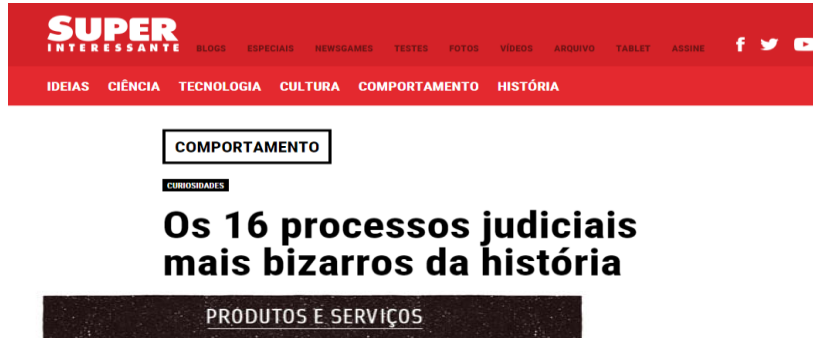 SUPER
INTERESSANTE
BLOGS ESPECIAIS NEWSGAMES TESTES FOTOS VÍDEOS ARQUIVO TABLET ASSINE
IDEIAS CIÊNCIA TECNOLOGIA CULTURA COMPORTAMENTO HISTÓRIA
COMPORTAMENTO
CURIOSIDADES
Os 16 processos judiciais
mais bizarros da história
PRODUTOS E SERVIÇOS